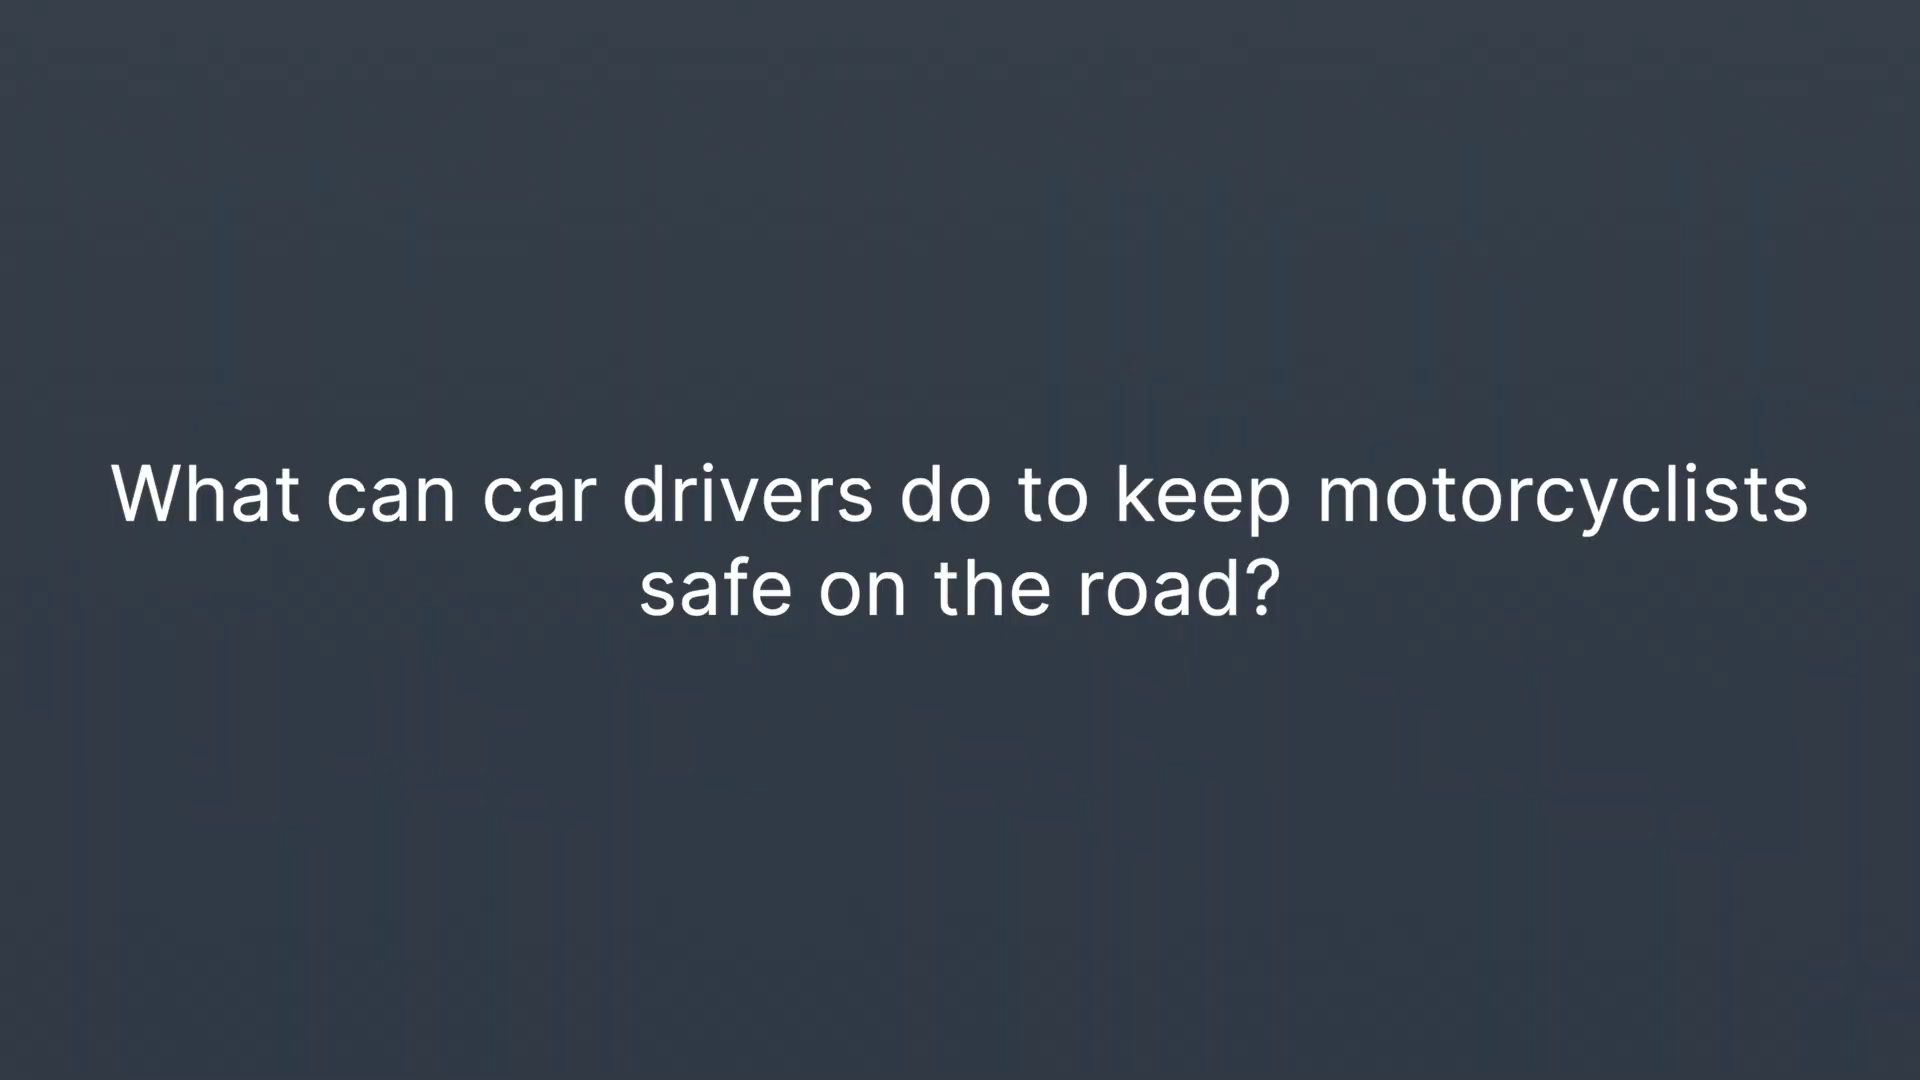 What can car drivers do to keep motorcyclists
safe on the road?